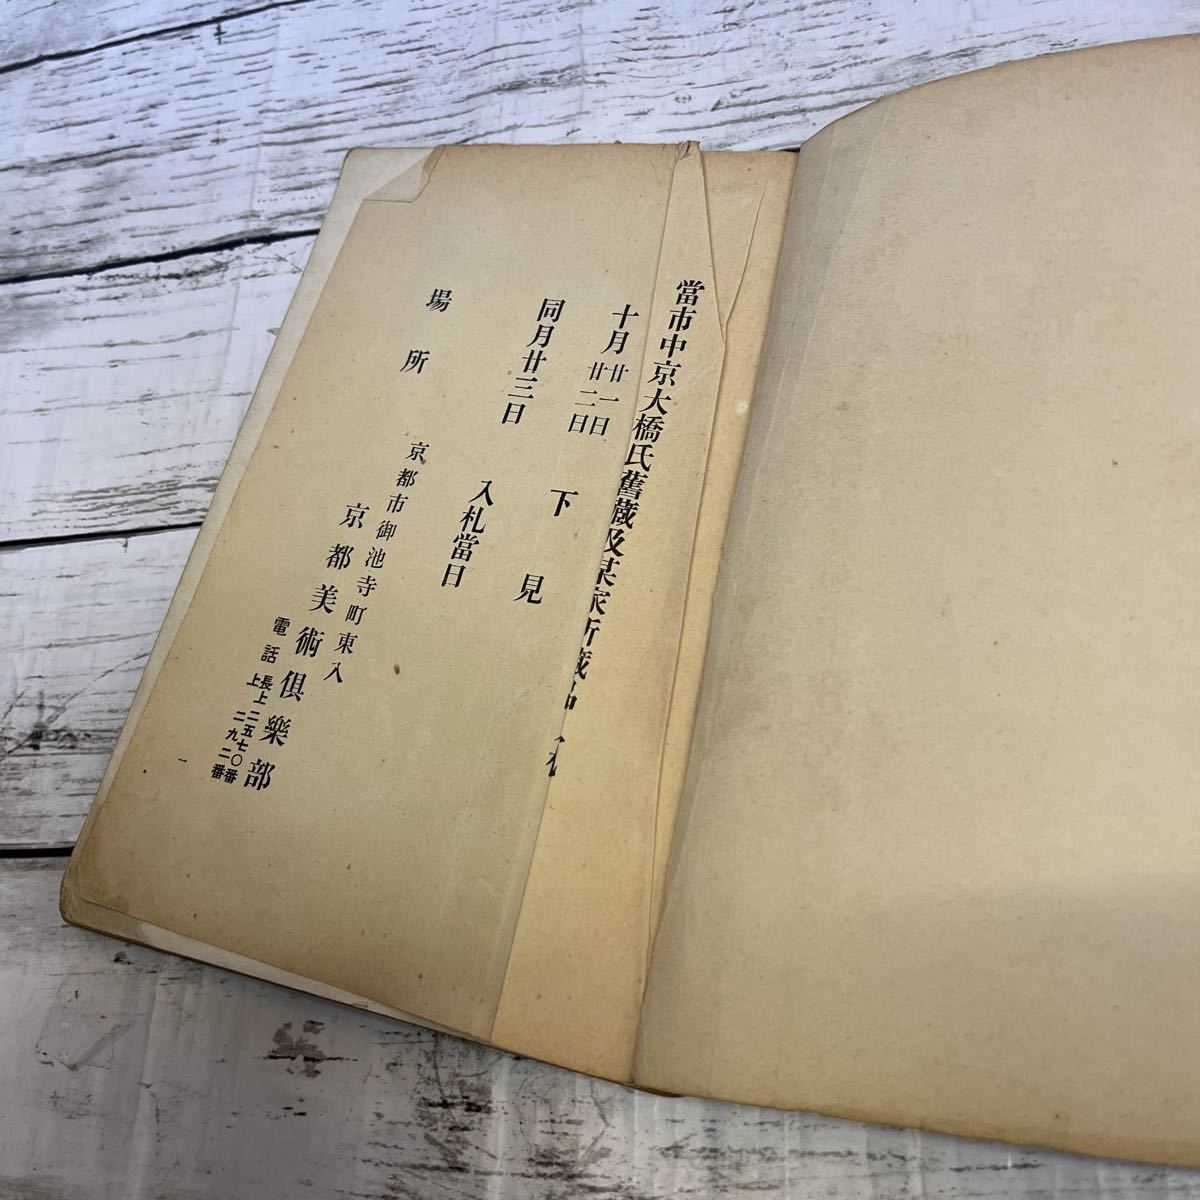 當市中京大橋氏舊蔵及某家所蔵品入札
十月廿一日
廿二日
下見
同月廿三日 入札當日
場所 京都市御池寺町東入
京都美術倶樂部
電話 長上二五七〇番
上二九二番
一